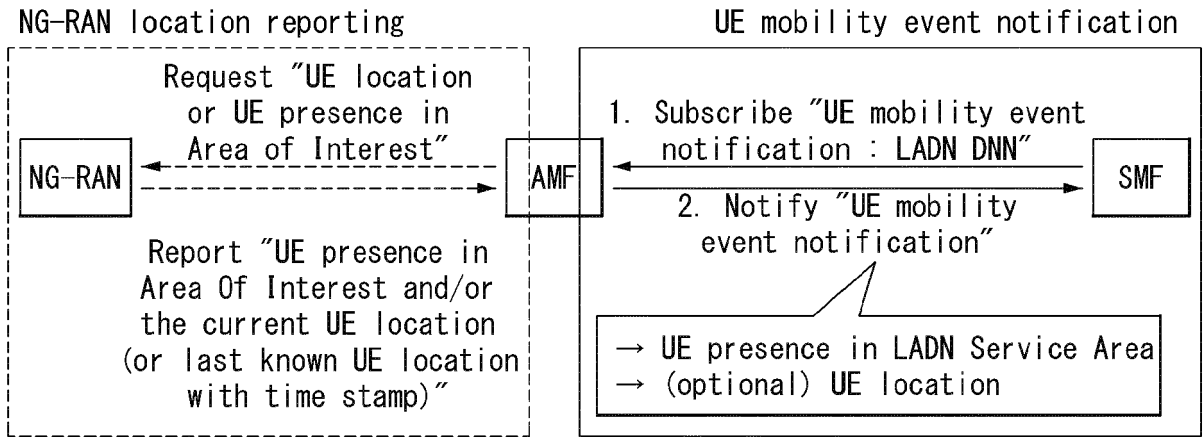 NG-RAN location reporting
UE mobility event notification
Request "UE location
or UE presence in
Area of Interest"
1. Subscribe "UE mobility event
notification : LADN DNN"
NG-RAN
AMF
SMF
2. Notify "UE mobility
event notification"
Report "UE presence in
Area Of Interest and/or
the current UE location
(or last known UE location
with time stamp)"
→ UE presence in LADN Service Area
→ (optional) UE location